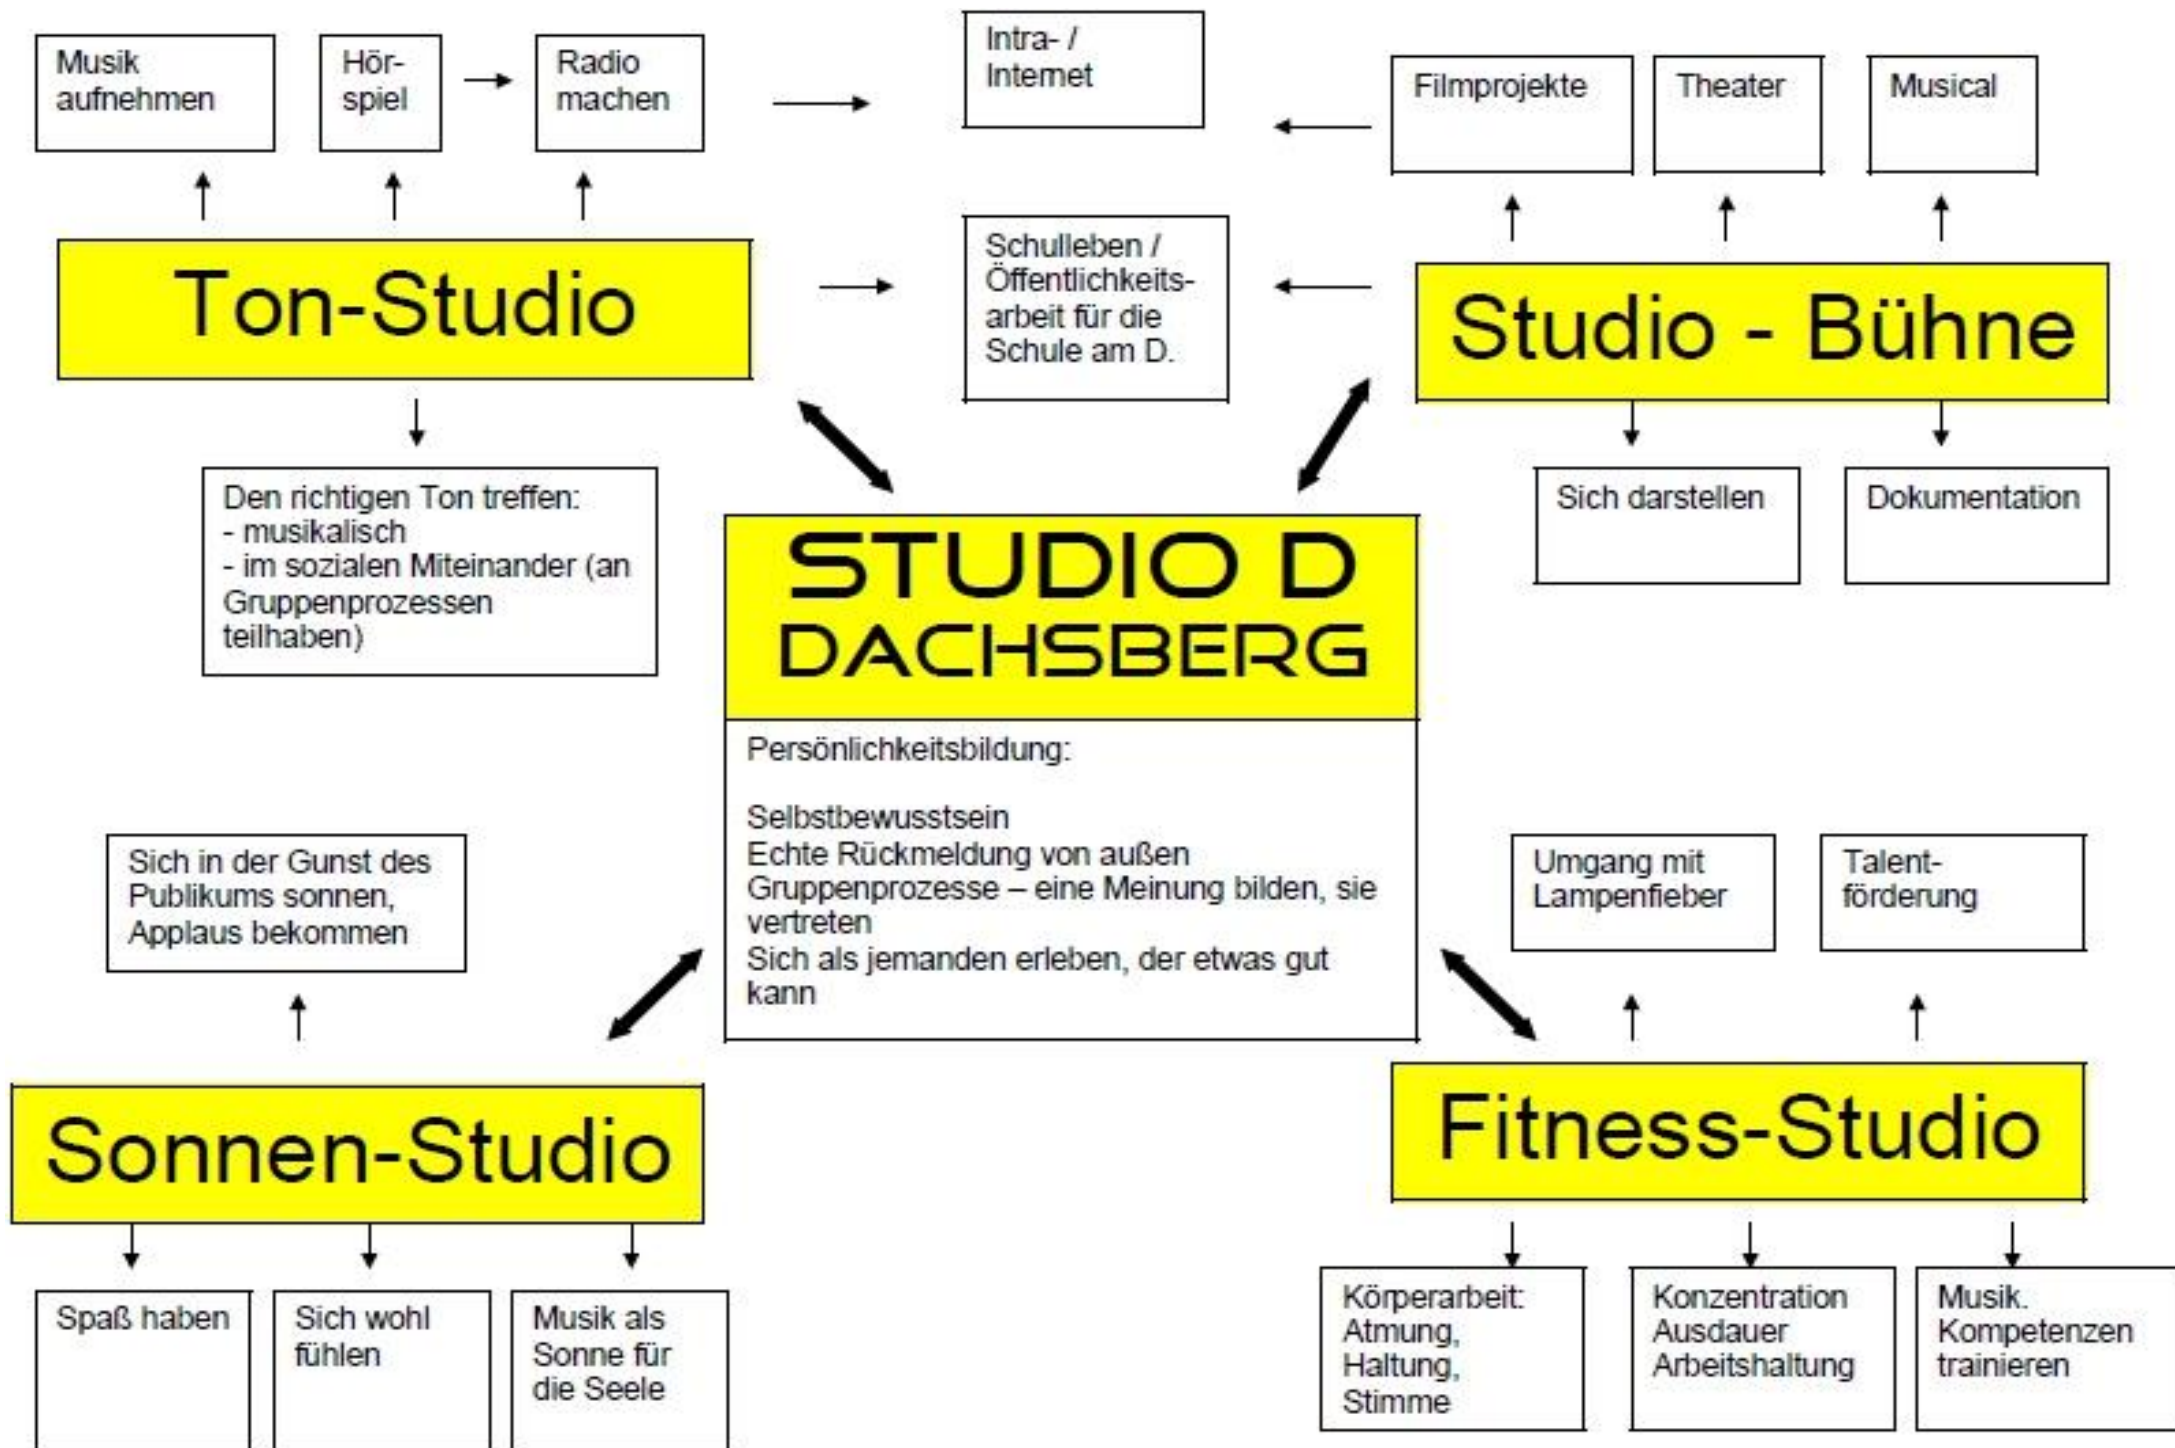 Musik
aufnehmen
Hör-
spiel
Radio
machen
Intra- /
Internet
Filmprojekte
Theater
Musical
Ton-Studio
Schulleben /
Öffentlichkeits-
arbeit für die
Schule am D.
Studio - Bühne
Den richtigen Ton treffen:
- musikalisch
- im sozialen Miteinander (an
Gruppenprozessen
teilhaben)
Sich darstellen
Dokumentation
STUDIO D
DACHSBERG
Persönlichkeitsbildung:
Selbstbewusstsein
Echte Rückmeldung von außen
Gruppenprozesse – eine Meinung bilden, sie
vertreten
Sich als jemanden erleben, der etwas gut
kann
Sich in der Gunst des
Publikums sonnen,
Applaus bekommen
Umgang mit
Lampenfieber
Talent-
förderung
Sonnen-Studio
Fitness-Studio
Spaß haben
Sich wohl
fühlen
Musik als
Sonne für
die Seele
Körperarbeit:
Atmung,
Haltung,
Stimme
Konzentration
Ausdauer
Arbeitshaltung
Musik.
Kompetenzen
trainieren